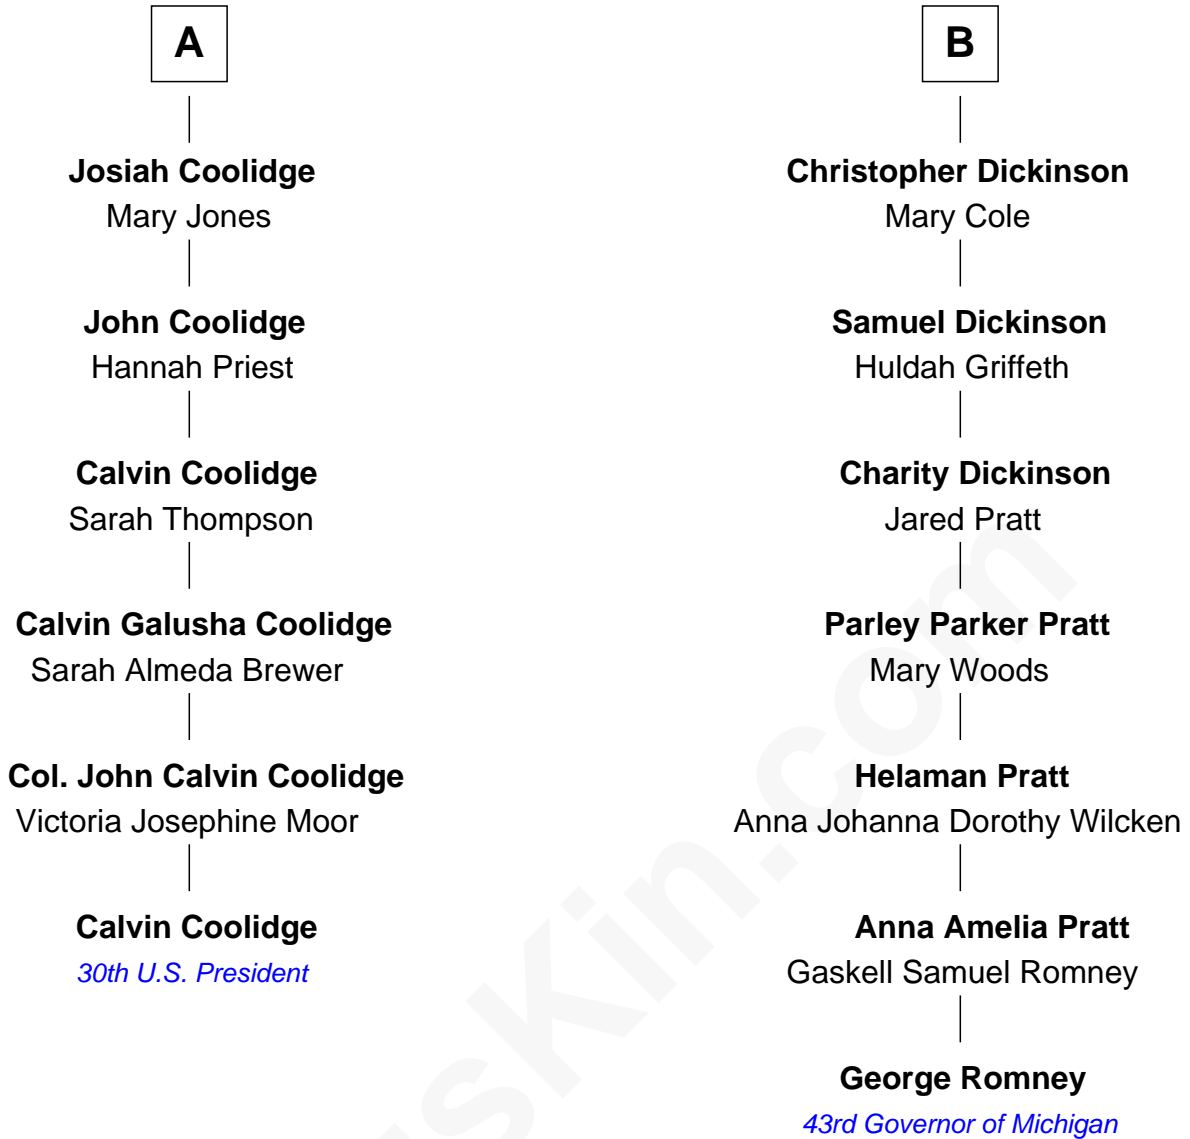 A
Josiah Coolidge
Mary Jones
John Coolidge
Hannah Priest
Calvin Coolidge
Sarah Thompson
Calvin Galusha Coolidge
Sarah Almeda Brewer
Col. John Calvin Coolidge
Victoria Josephine Moor
Calvin Coolidge
30th U.S. President
B
Christopher Dickinson
Mary Cole
Samuel Dickinson
Huldah Griffeth
Charity Dickinson
Jared Pratt
Parley Parker Pratt
Mary Woods
Helaman Pratt
Anna Johanna Dorothy Wilcken
Anna Amelia Pratt
Gaskell Samuel Romney
George Romney
43rd Governor of Michigan